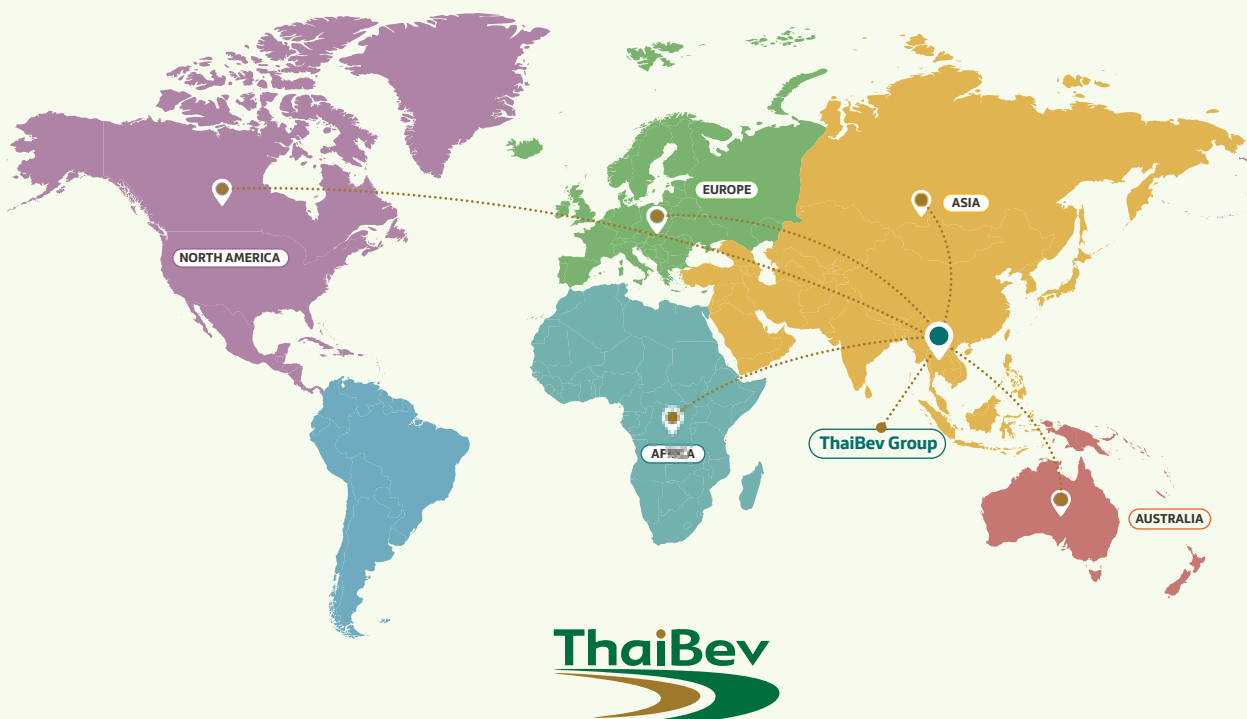 EUROPE
ASIA
NORTH AMERICA
ThaiBev Group
AUSTRALIA
ThaiBev